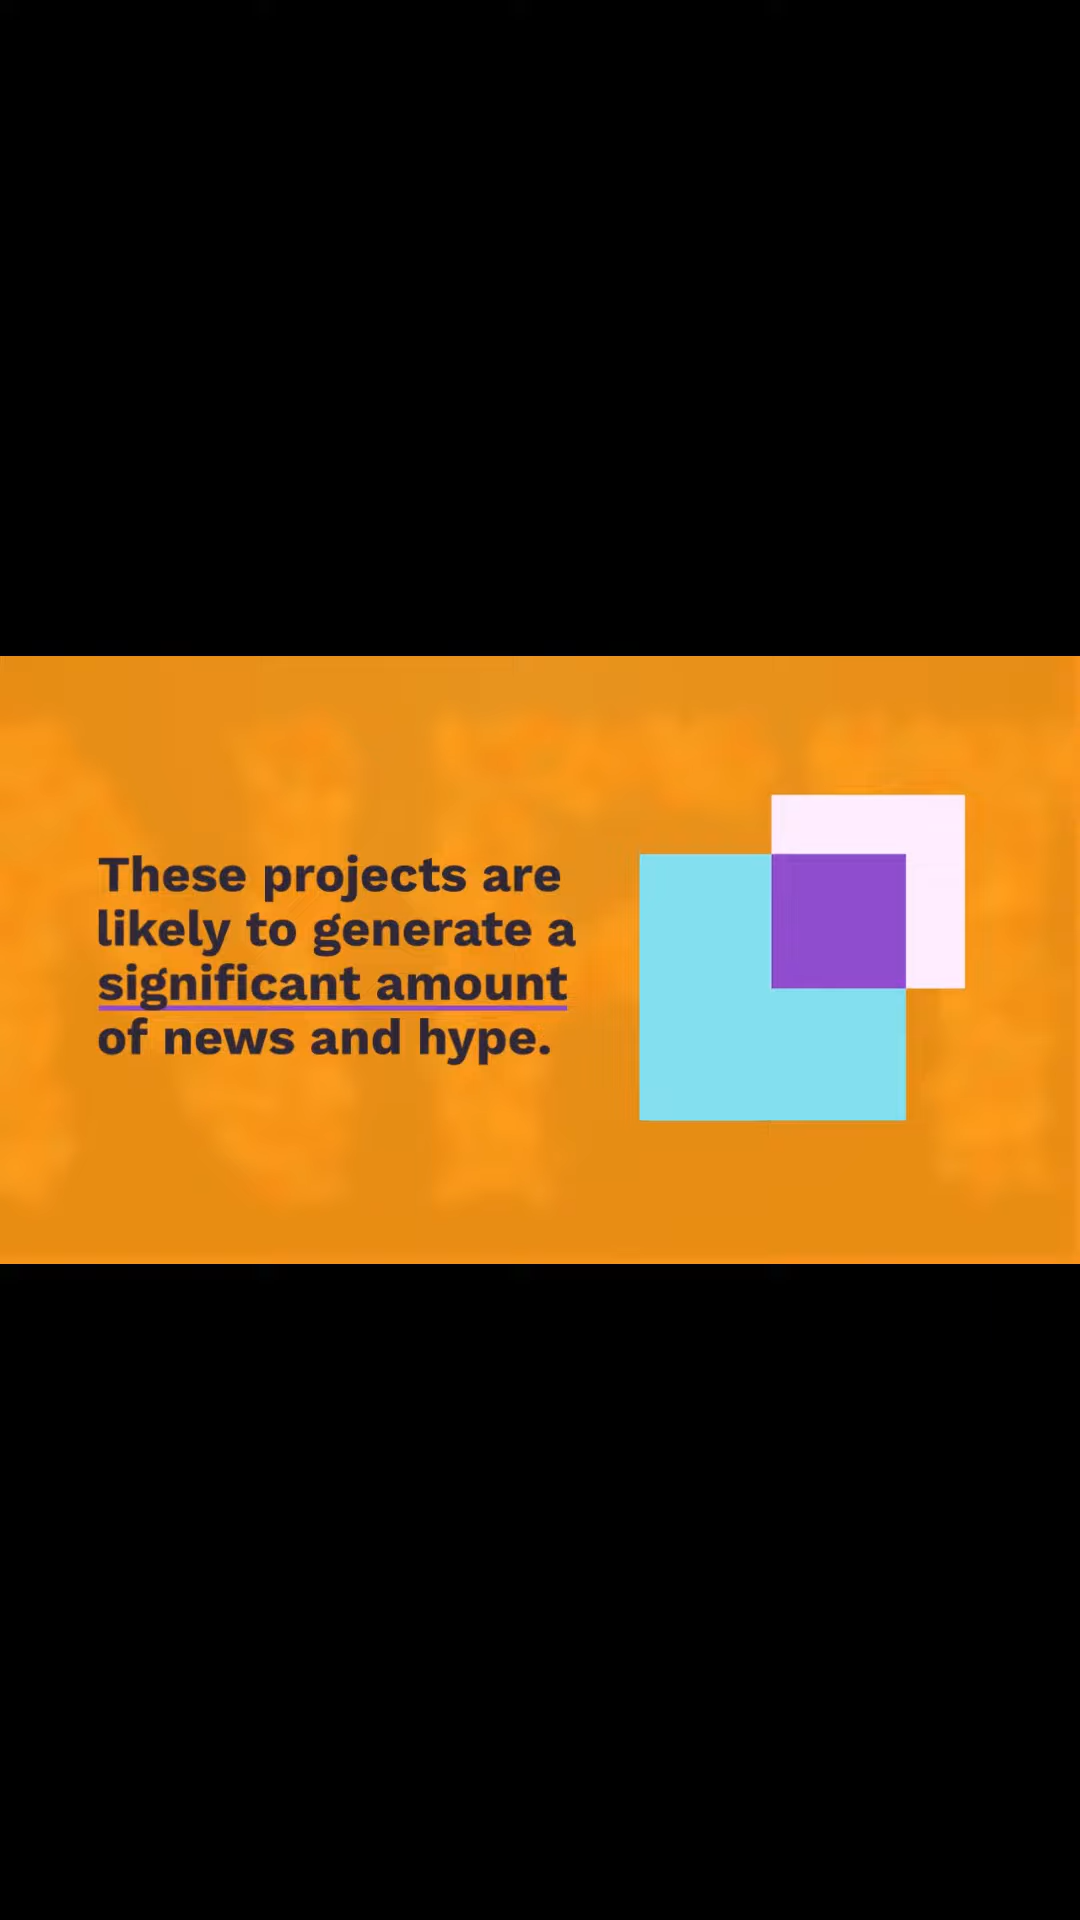 These projects are
likely to generate a
significant amount
of news and hype.